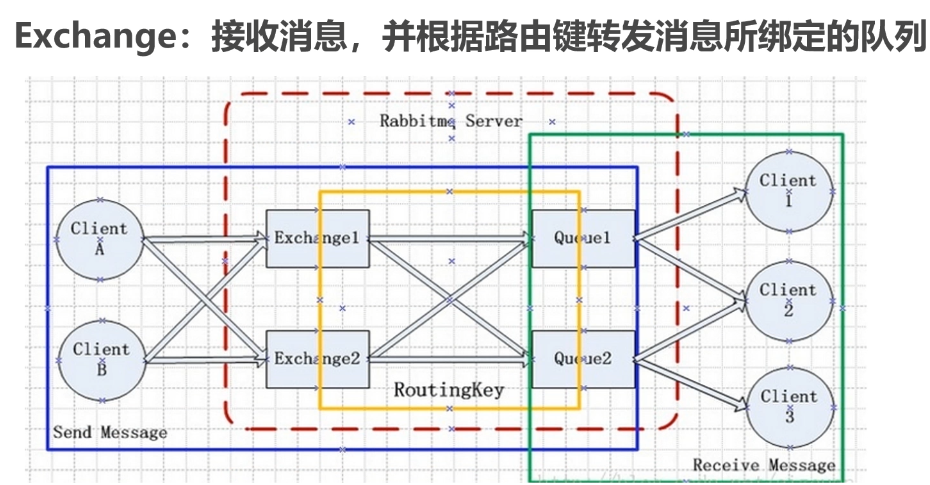 Exchange：接收消息，并根据路由键转发消息所绑定的队列
Rabbitmq Server
Client
A
Client
B
Exchange1
Exchange2
RoutingKey
Queue1
Queue2
Client
1
Client
2
Client
3
Send Message
Receive Message